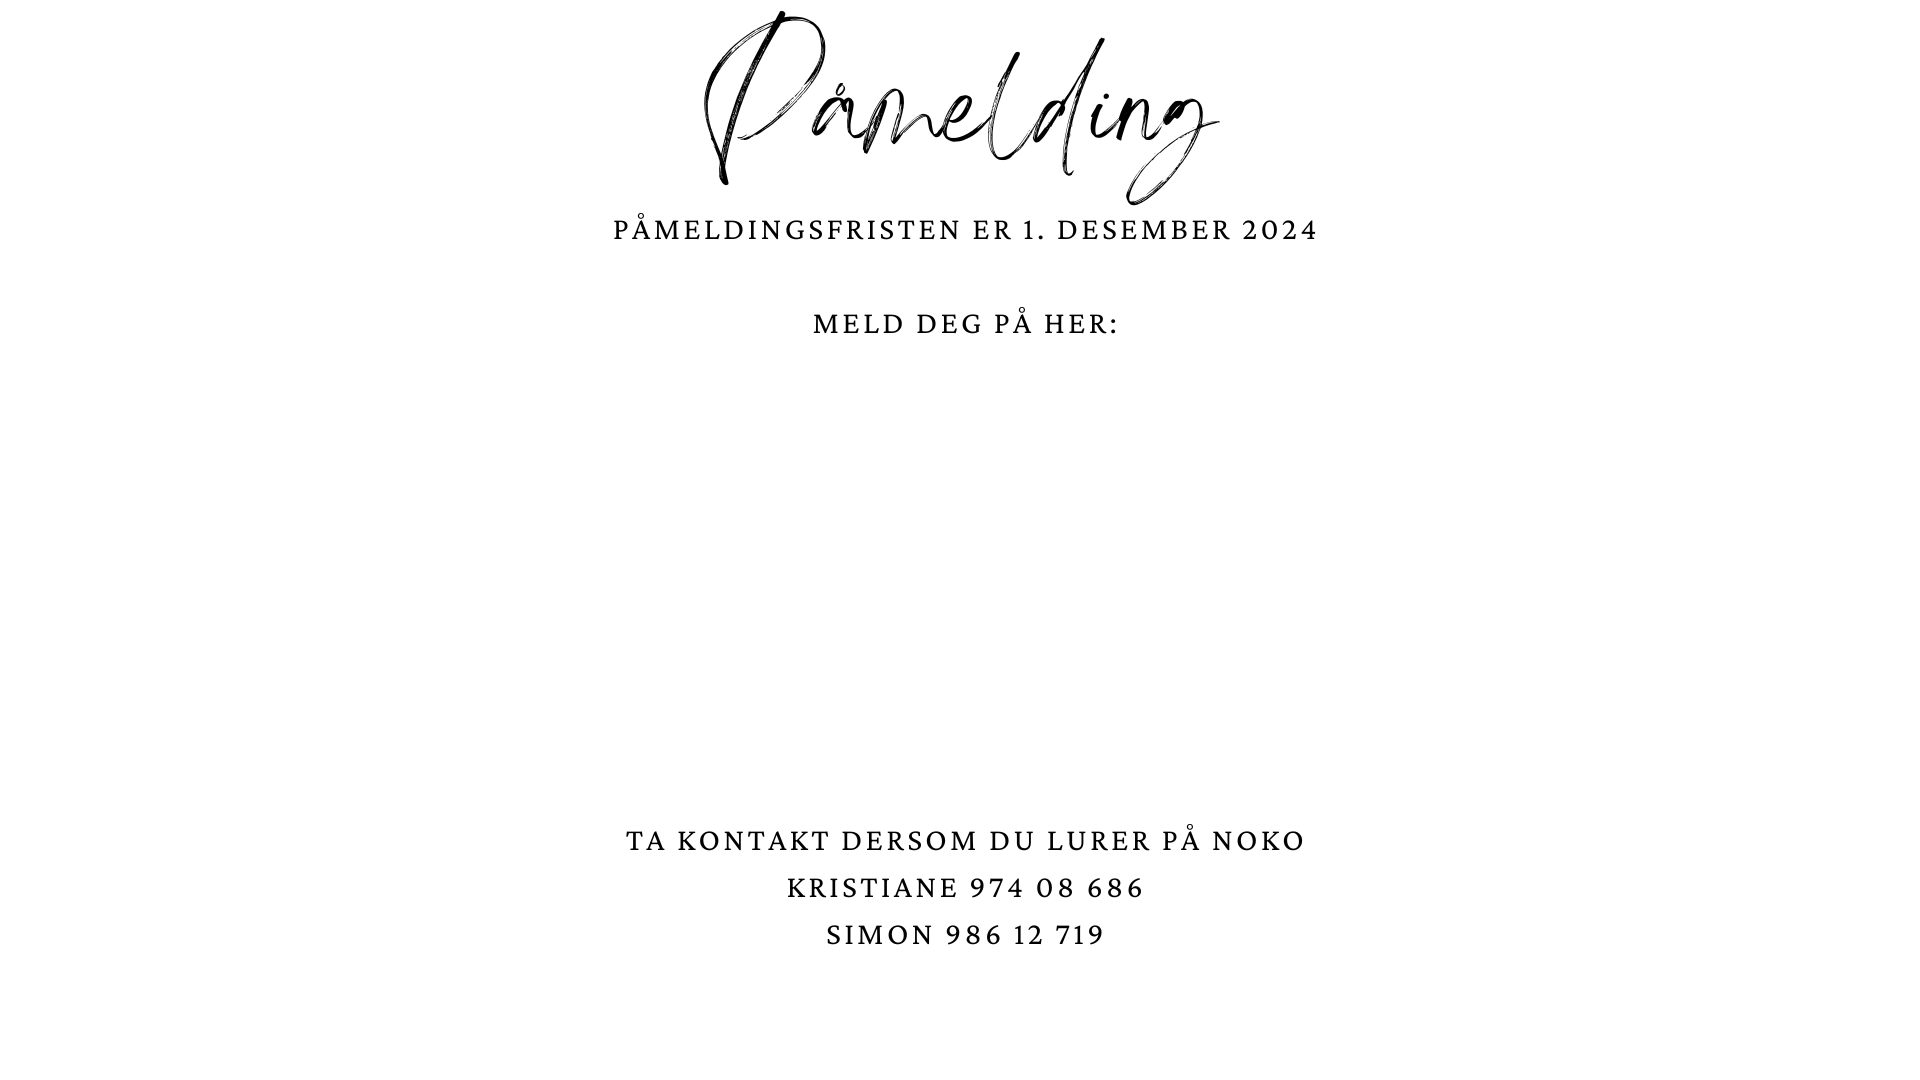 Påmelding
PÅMELDINGSFRISTEN ER 1. DESEMBER 2024
MELD DEG PÅ HER:
TA KONTAKT DERSOM DU LURER PÅ NOKO
KRISTIANE 974 08 686
SIMON 986 12 719